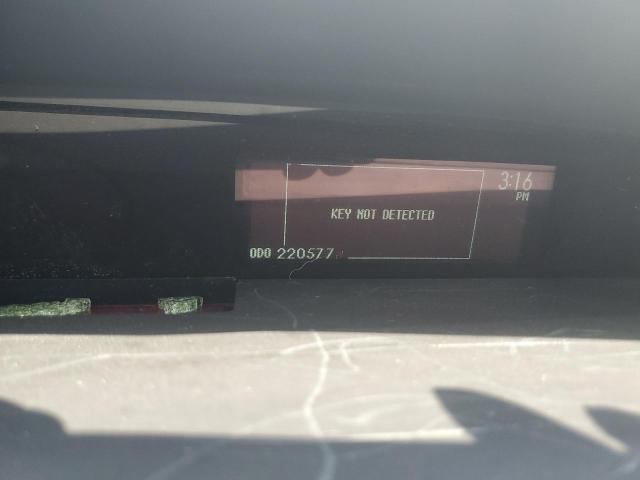 3:16
PM
KEY NOT DETECTED
ODO 220577